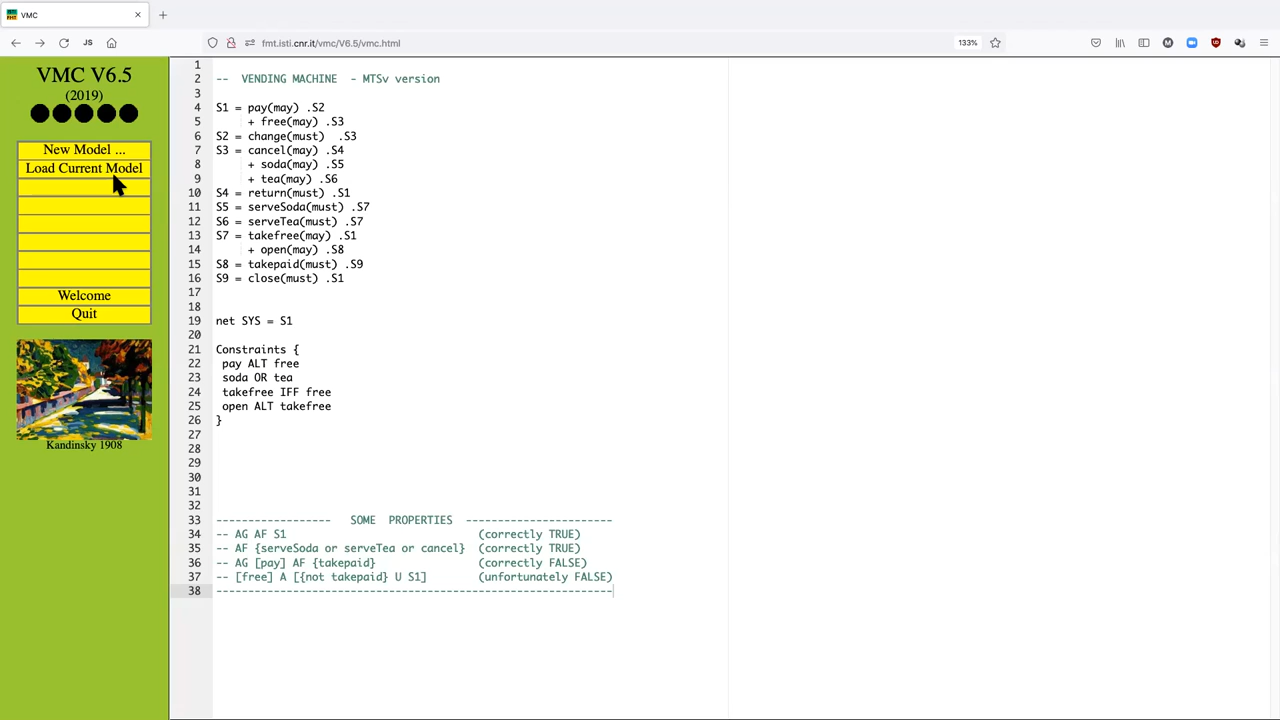 VMC
JS
fmt.isti.cnr.it/vmc/V6.5/vmc.html
133%
VMC V6.5
(2019)
New Model ...
Load Current Model
Welcome
Quit
Kandinsky 1908
1
2 -- VENDING MACHINE - MTSv version
3
4 S1 = pay(may) .S2
5 + free(may) .S3
6 S2 = change(must) .S3
7 S3 = cancel(may) .S4
8 + soda(may) .S5
9 + tea(may) .S6
10 S4 = return(must) .S1
11 S5 = serveSoda(must) .S7
12 S6 = serveTea(must) .S7
13 S7 = takefree(may) .S1
14 + open(may) .S8
15 S8 = takepaid(must) .S9
16 S9 = close(must) .S1
17
18
19 net SYS = S1
20
21 Constraints {
22 pay ALT free
23 soda OR tea
24 takefree IFF free
25 open ALT takefree
26 }
27
28
29
30
31
32
33 ------------------ SOME PROPERTIES -----------------------
34 -- AG AF S1 (correctly TRUE)
35 -- AF {serveSoda or serveTea or cancel} (correctly TRUE)
36 -- AG [pay] AF {takepaid} (correctly FALSE)
37 -- [free] A [{not takepaid} U S1] (unfortunately FALSE)
38 --------------------------------------------------------------